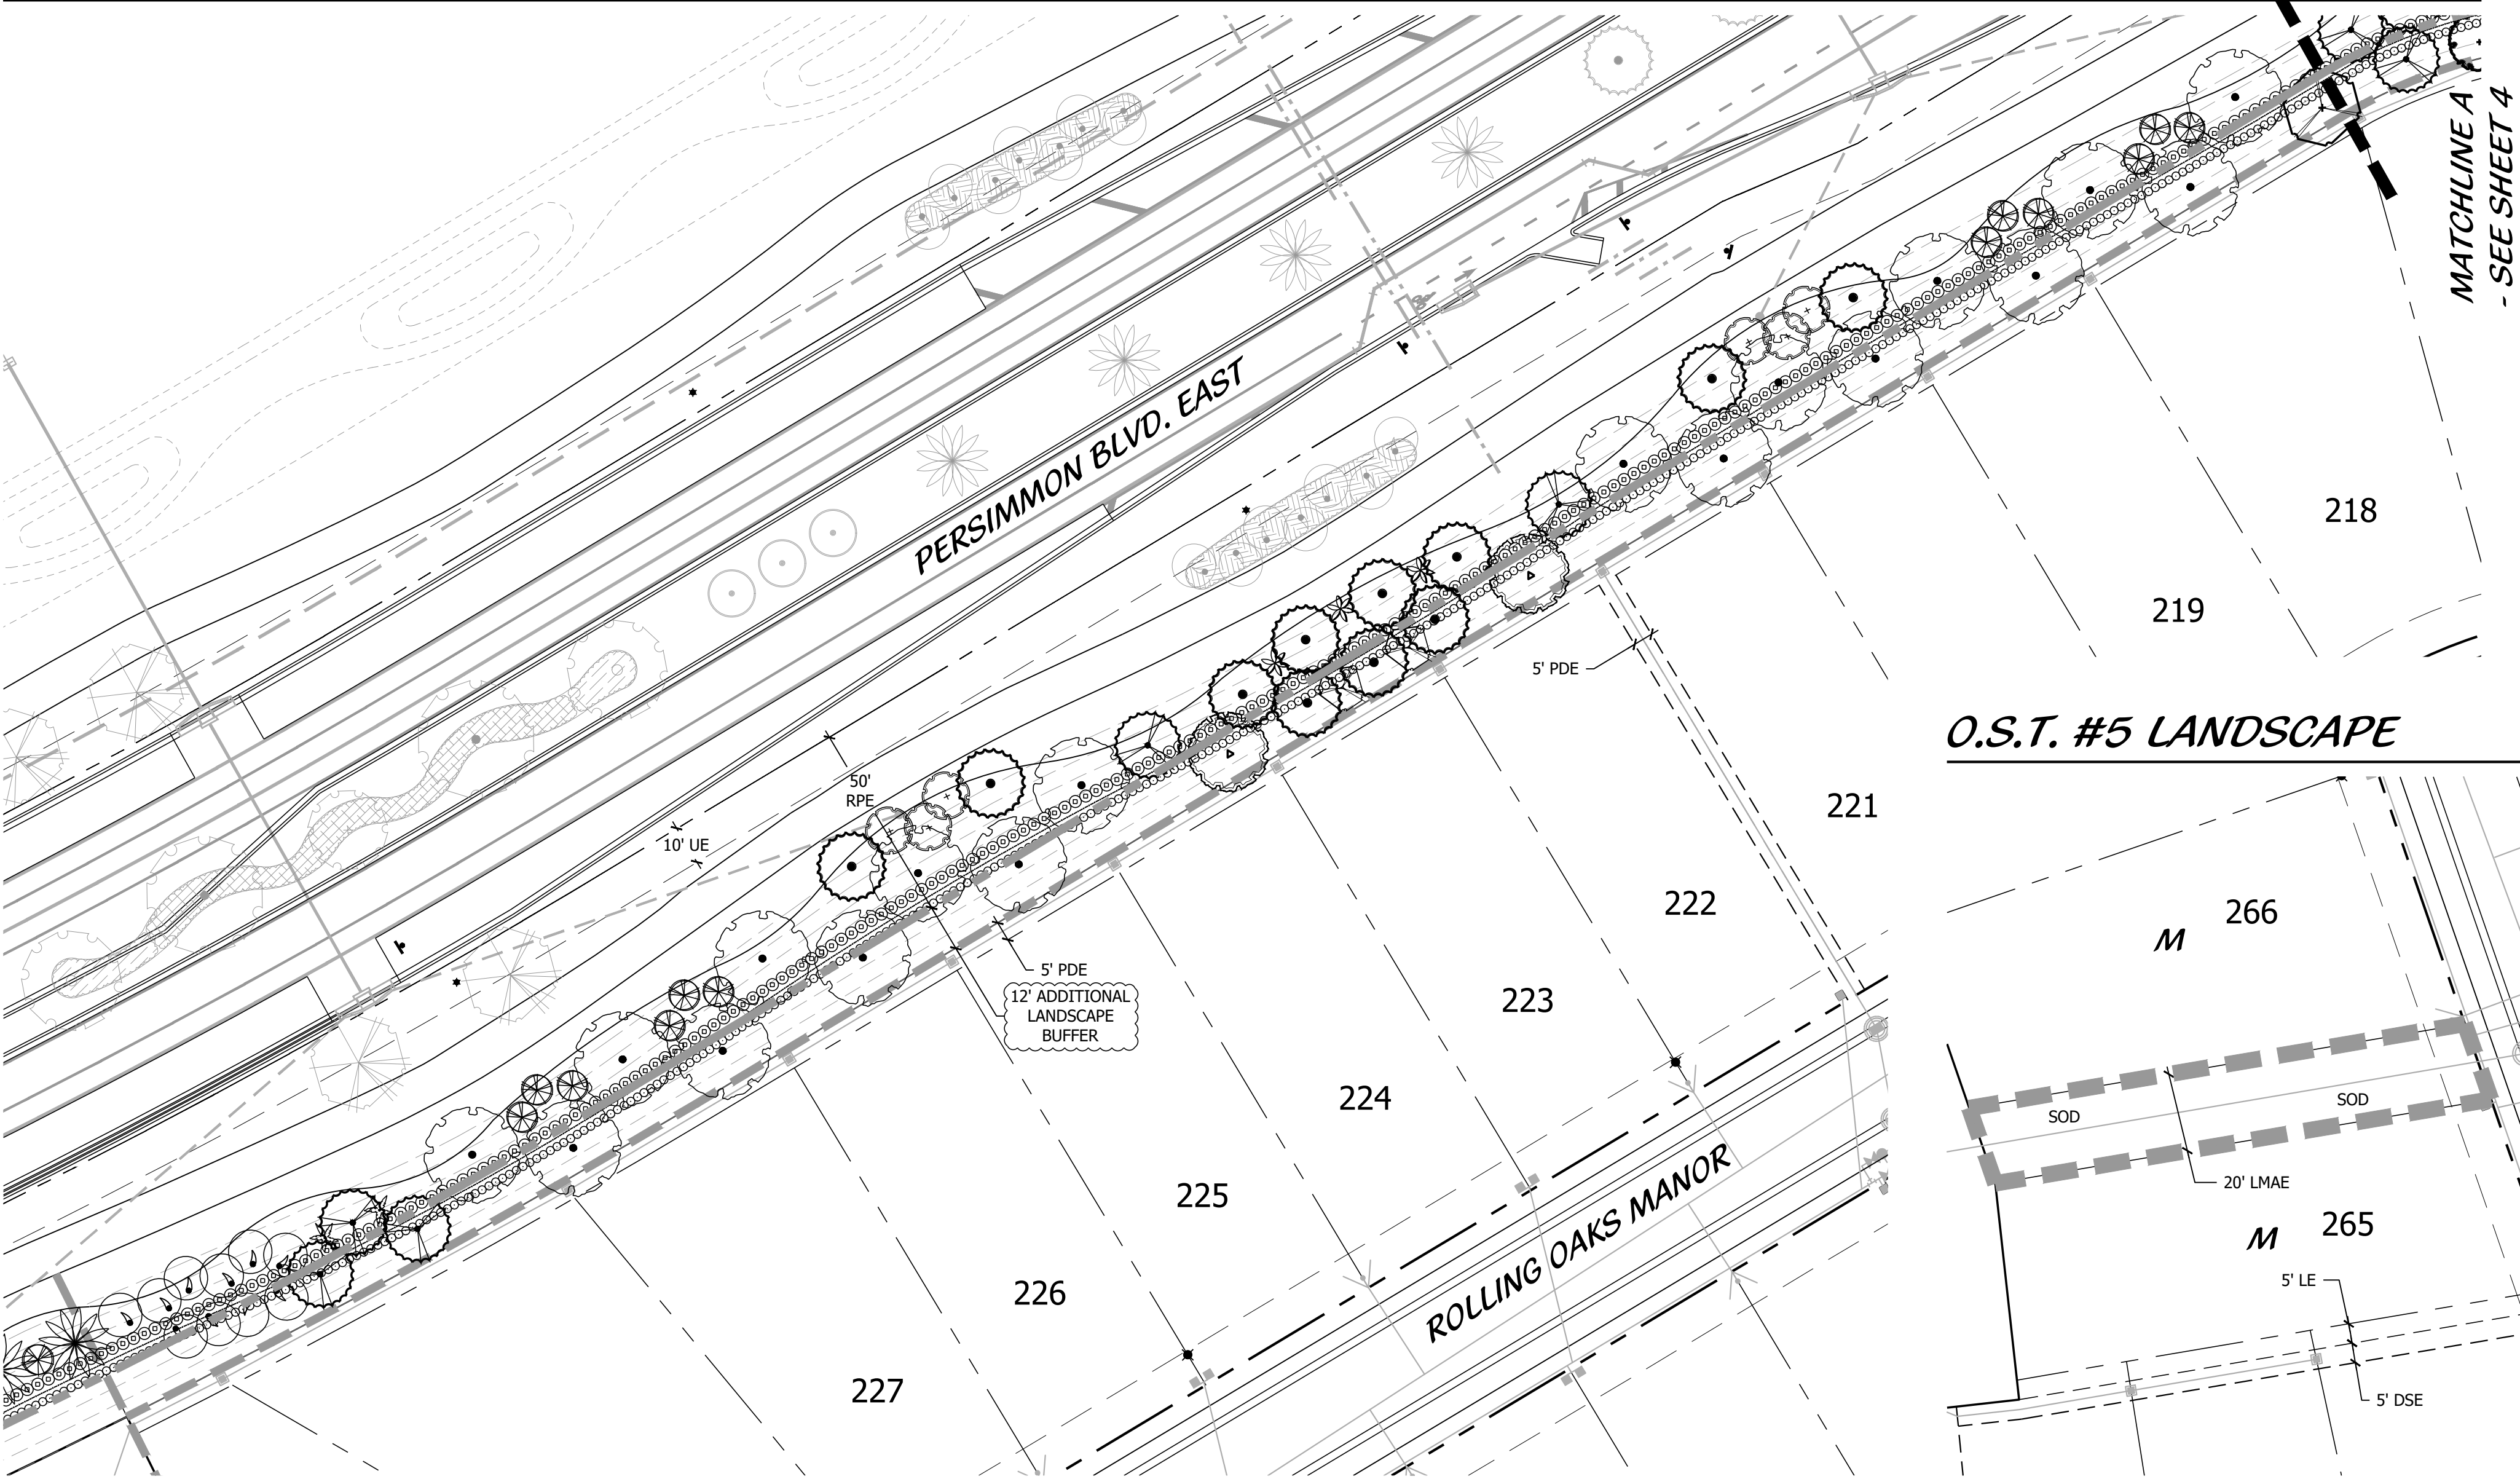 MATCHLINE A
- SEE SHEET 4
PERSIMMON BLVD. EAST
218
219
5' PDE
O.S.T. #5 LANDSCAPE
50'
RPE
10' UE
221
222
266
M
5' PDE
12' ADDITIONAL
LANDSCAPE
BUFFER
223
224
SOD
SOD
20' LMAE
225
ROLLING OAKS MANOR
M
265
226
5' LE
227
5' DSE